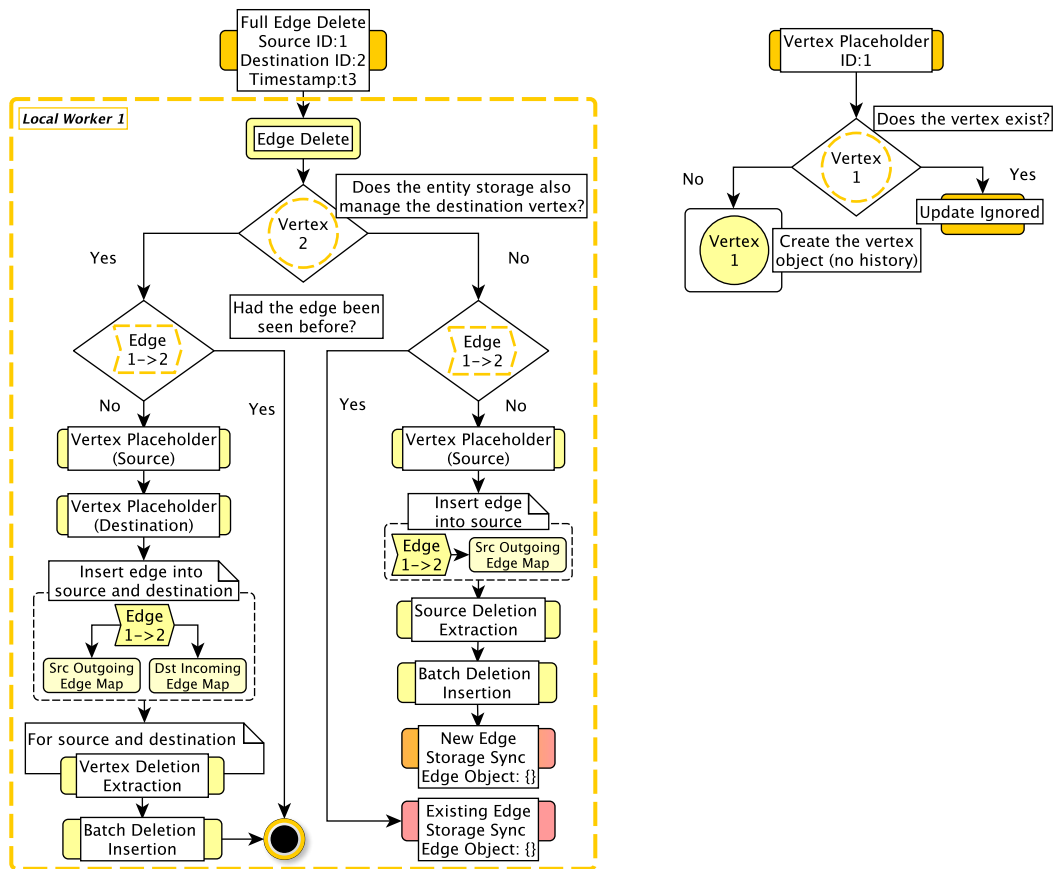 Full Edge Delete
Source ID:1
Destination ID:2
Timestamp:t3
Local Worker 1
Edge Delete
Does the entity storage also
manage the destination vertex?
Vertex
2
Yes
No
Had the edge been
seen before?
Edge
1->2
Edge
1->2
No
Yes
Yes
No
Vertex Placeholder
(Source)
Vertex Placeholder
(Destination)
Insert edge into
source and destination
Edge
1->2
Src Outgoing
Edge Map
Dst Incoming
Edge Map
For source and destination
Vertex Deletion
Extraction
Batch Deletion
Insertion
Vertex Placeholder
(Source)
Insert edge
into source
Edge
1->2
Src Outgoing
Edge Map
Source Deletion
Extraction
Batch Deletion
Insertion
New Edge
Storage Sync
Edge Object: {}
Existing Edge
Storage Sync
Edge Object: {}
Vertex Placeholder
ID:1
Does the vertex exist?
Vertex
1
No
Yes
Update Ignored
Vertex
1
Create the vertex
object (no history)